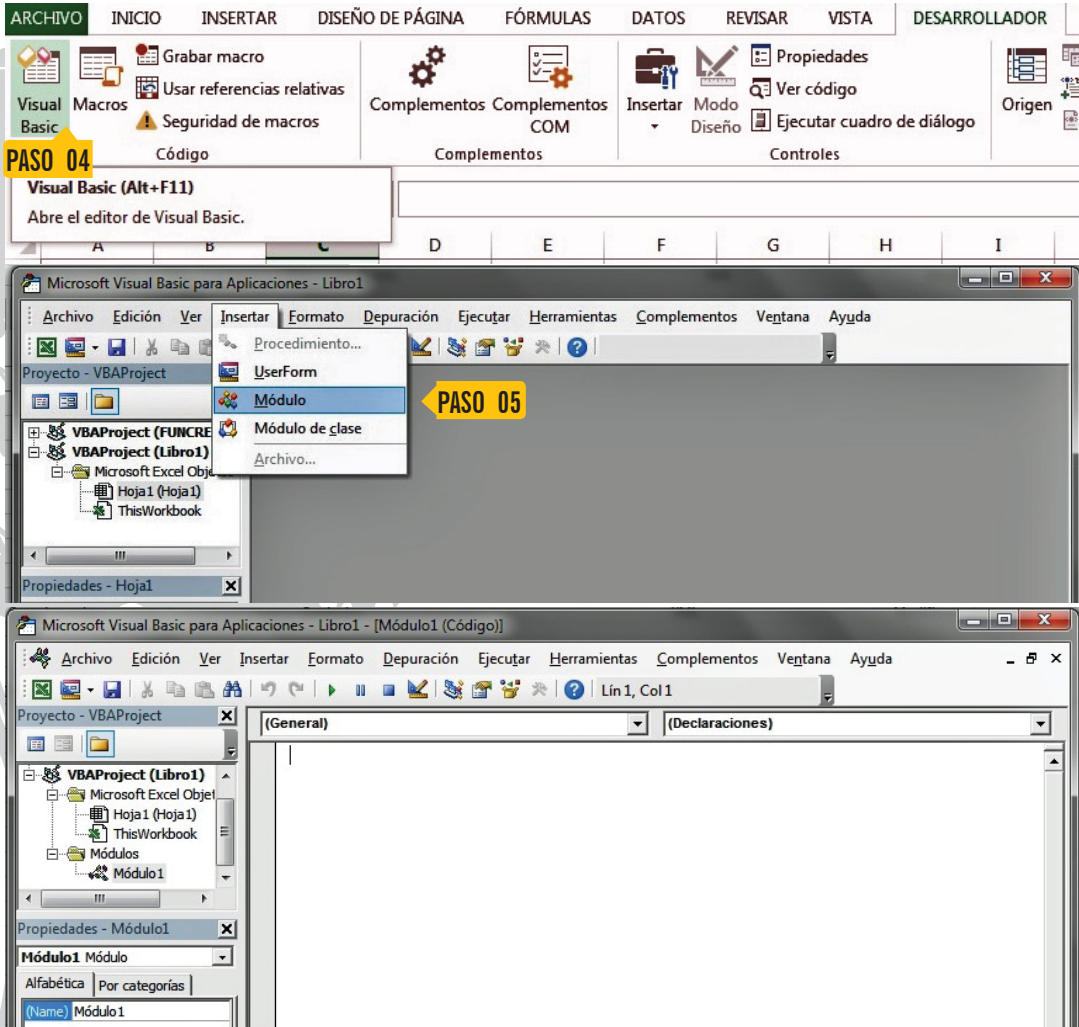 ARCHIVO INICIO INSERTAR DISEÑO DE PÁGINA FÓRMULAS DATOS REVISAR VISTA DESARROLLADOR
Visual Basic
Macros
Grabar macro
Usar referencias relativas
Seguridad de macros
Código
Complementos
Complementos COM
Complementos
Insertar
Modo Diseño
Propiedades
Ver código
Ejecutar cuadro de diálogo
Controles
Origen
PASO 04
Visual Basic (Alt+F11)
Abre el editor de Visual Basic.
A B C D E F G H I
Microsoft Visual Basic para Aplicaciones - Libro1
Archivo Edición Ver Insertar Formato Depuración Ejecutar Herramientas Complementos Ventana Ayuda
Procedimiento...
UserForm
Módulo
Módulo de clase
Archivo...
PASO 05
Proyecto - VBAProject
VBAProject (FUNCRE
VBAProject (Libro1)
Microsoft Excel Obje
Hoja1 (Hoja1)
ThisWorkbook
Propiedades - Hoja1
Microsoft Visual Basic para Aplicaciones - Libro1 - [Módulo1 (Código)]
Archivo Edición Ver Insertar Formato Depuración Ejecutar Herramientas Complementos Ventana Ayuda
Lín 1, Col 1
Proyecto - VBAProject
(General) (Declaraciones)
VBAProject (Libro1)
Microsoft Excel Objet
Hoja1 (Hoja1)
ThisWorkbook
Módulos
Módulo1
Propiedades - Módulo1
Módulo1 Módulo
Alfabética Por categorías
(Name) Módulo1